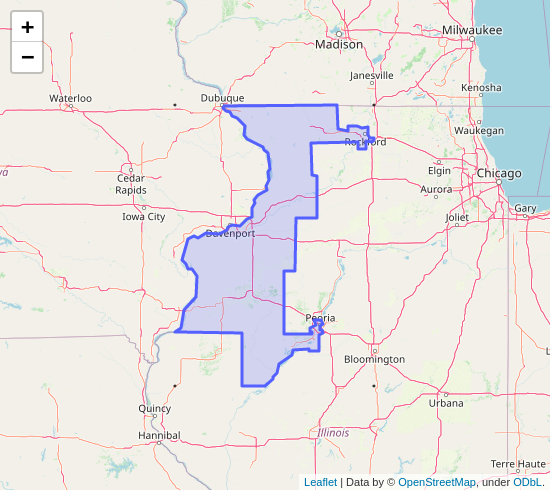 +
−
Milwaukee
Madison
Janesville
Kenosha
Waterloo
Dubuque
Waukegan
Rockford
Elgin
Chicago
Cedar
Rapids
Aurora
Iowa City
Joliet
Gary
Davenport
Peoria
Bloomington
Urbana
Quincy
Hannibal
Illinois
Terre Haute
Leaflet | Data by © OpenStreetMap, under ODbL.